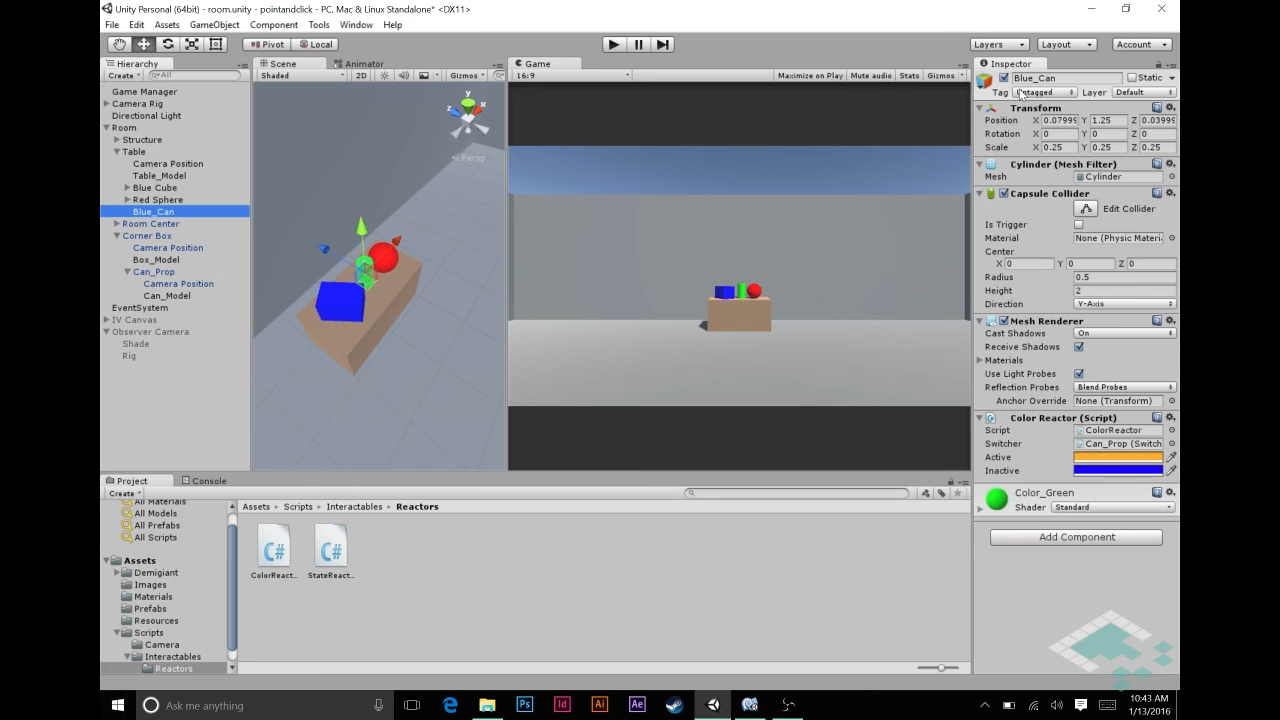 Unity Personal (64bit) - room.unity - pointandclick - PC, Mac & Linux Standalone* <DX11>
File Edit Assets GameObject Component Tools Window Help
Pivot Local
Layers Layout Account
Hierarchy
Create All
Game Manager
Camera Rig
Directional Light
Room
Structure
Table
Camera Position
Table_Model
Blue Cube
Red Sphere
Blue_Can
Room Center
Corner Box
Camera Position
Box_Model
Can_Prop
Camera Position
Can_Model
EventSystem
IV Canvas
Observer Camera
Shade
Rig
Scene Animator
Shaded 2D Gizmos
y
z x
Persp
Game
16:9 Maximize on Play Mute audio Stats Gizmos
Inspector
Blue_Can Static
Tag Untagged Layer Default
Transform
Position X 0.07999 Y 1.25 Z 0.03999
Rotation X 0 Y 0 Z 0
Scale X 0.25 Y 0.25 Z 0.25
Cylinder (Mesh Filter)
Mesh Cylinder
Capsule Collider
Edit Collider
Is Trigger
Material None (Physic Materi
Center
X 0 Y 0 Z 0
Radius 0.5
Height 2
Direction Y-Axis
Mesh Renderer
Cast Shadows On
Receive Shadows
Materials
Use Light Probes
Reflection Probes Blend Probes
Anchor Override None (Transform)
Color Reactor (Script)
Script ColorReactor
Switcher Can_Prop (Switch
Active
Inactive
Color_Green
Shader Standard
Add Component
Project Console
Create
All Materials
All Models
All Prefabs
All Scripts
Assets
Demigiant
Images
Materials
Prefabs
Resources
Scripts
Camera
Interactables
Reactors
Assets Scripts Interactables Reactors
C# C#
ColorReact... StateReact...
Ask me anything
Ps Id Ai Ae
10:43 AM
1/13/2016